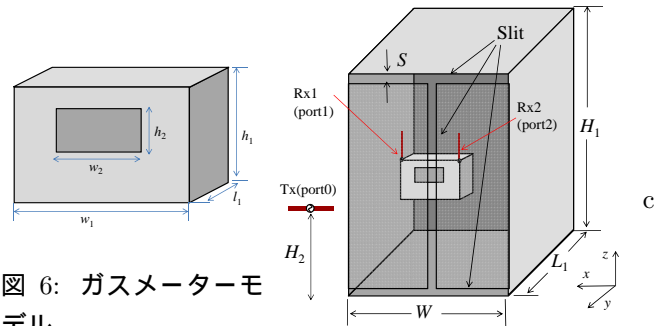 h₂
w₂
h₁
l₁
w₁
図 6: ガスメーターモ
デル
Slit
S
Rx1
(port1)
Rx2
(port2)
H₁
Tx(port0)
H₂
L₁
W
z
x
y
c